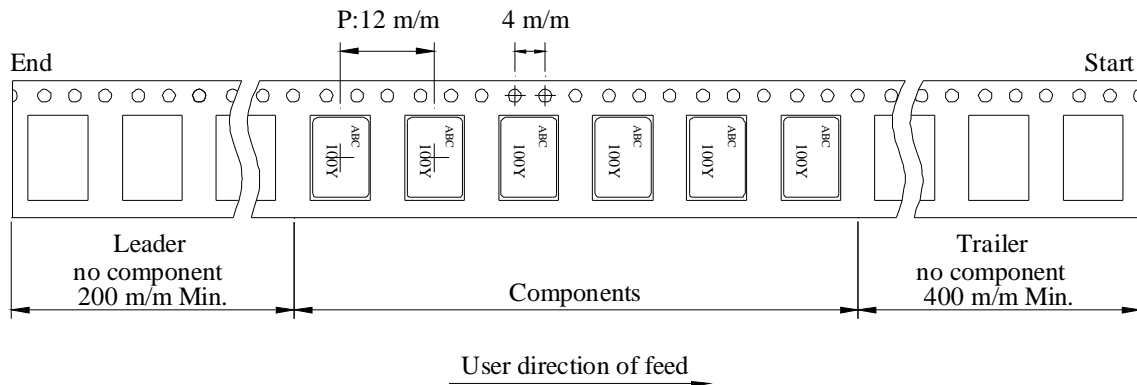 P:12 m/m
4 m/m
End
Start
ABC
100Y
ABC
100Y
ABC
100Y
ABC
100Y
ABC
100Y
ABC
100Y
Leader
no component
200 m/m Min.
Components
Trailer
no component
400 m/m Min.
User direction of feed